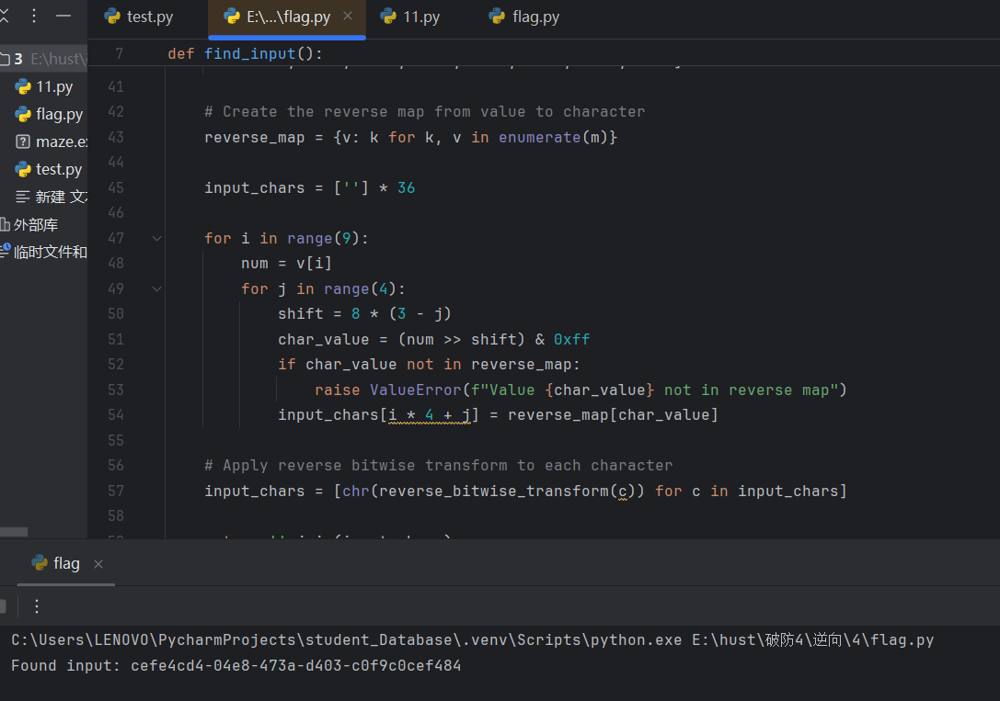 test.py
E:\...\flag.py
11.py
flag.py
3 E:\hust\
11.py
flag.py
maze.ex
test.py
新建 文
外部库
临时文件和
7 def find_input():
41
42 # Create the reverse map from value to character
43 reverse_map = {v: k for k, v in enumerate(m)}
44
45 input_chars = [''] * 36
46
47 for i in range(9):
48 num = v[i]
49 for j in range(4):
50 shift = 8 * (3 - j)
51 char_value = (num >> shift) & 0xff
52 if char_value not in reverse_map:
53 raise ValueError(f"Value {char_value} not in reverse map")
54 input_chars[i * 4 + j] = reverse_map[char_value]
55
56 # Apply reverse bitwise transform to each character
57 input_chars = [chr(reverse_bitwise_transform(c)) for c in input_chars]
58
flag
C:\Users\LENOVO\PycharmProjects\student_Database\.venv\Scripts\python.exe E:\hust\破防4\逆向\4\flag.py
Found input: cefe4cd4-04e8-473a-d403-c0f9c0cef484